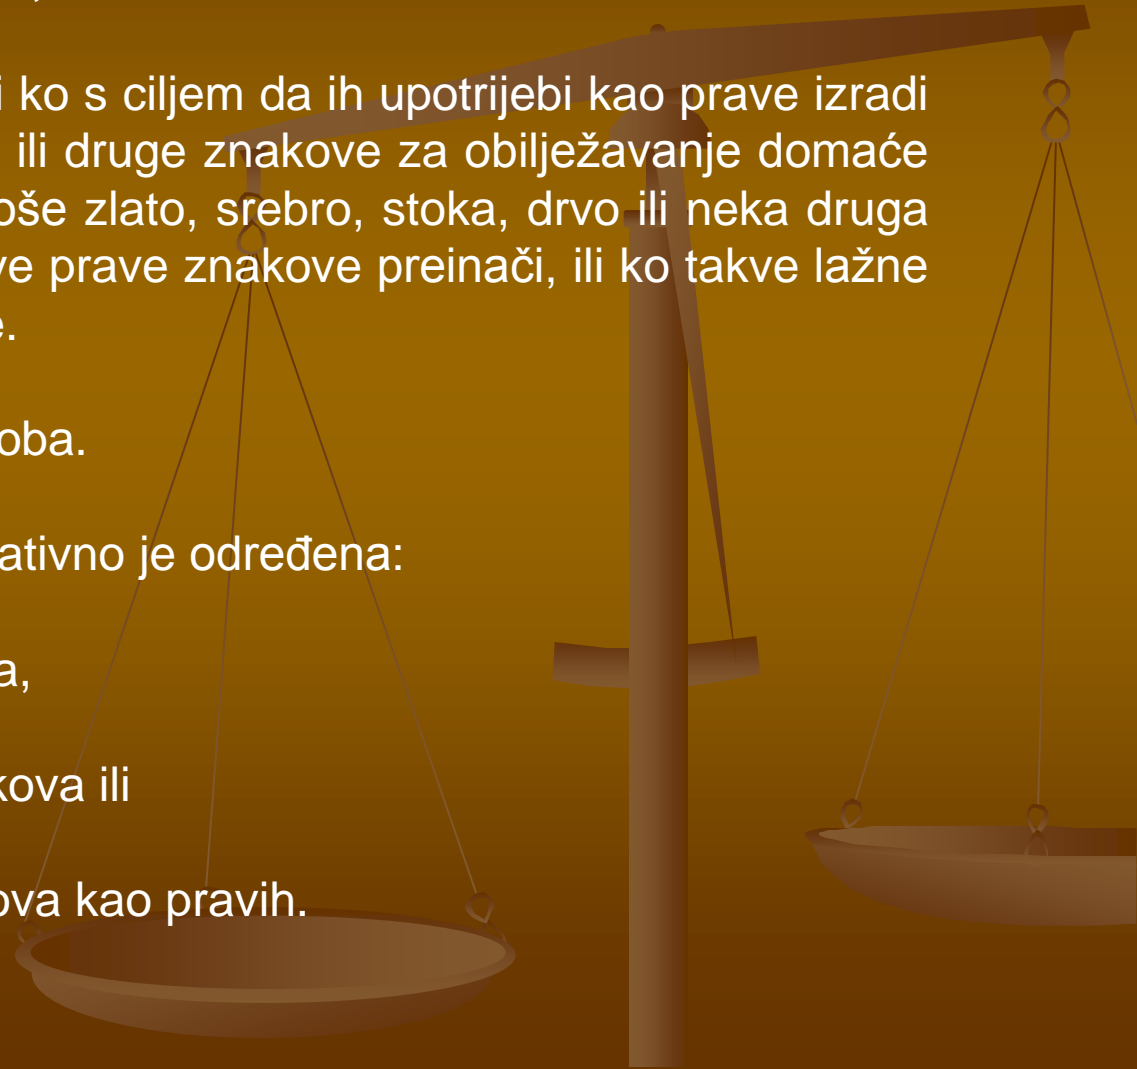 i ko s ciljem da ih upotrijebi kao prave izradi
ili druge znakove za obilježavanje domaće
oše zlato, srebro, stoka, drvo ili neka druga
ve prave znakove preinači, ili ko takve lažne
e.
oba.
ativno je određena:
a,
kova ili
ova kao pravih.